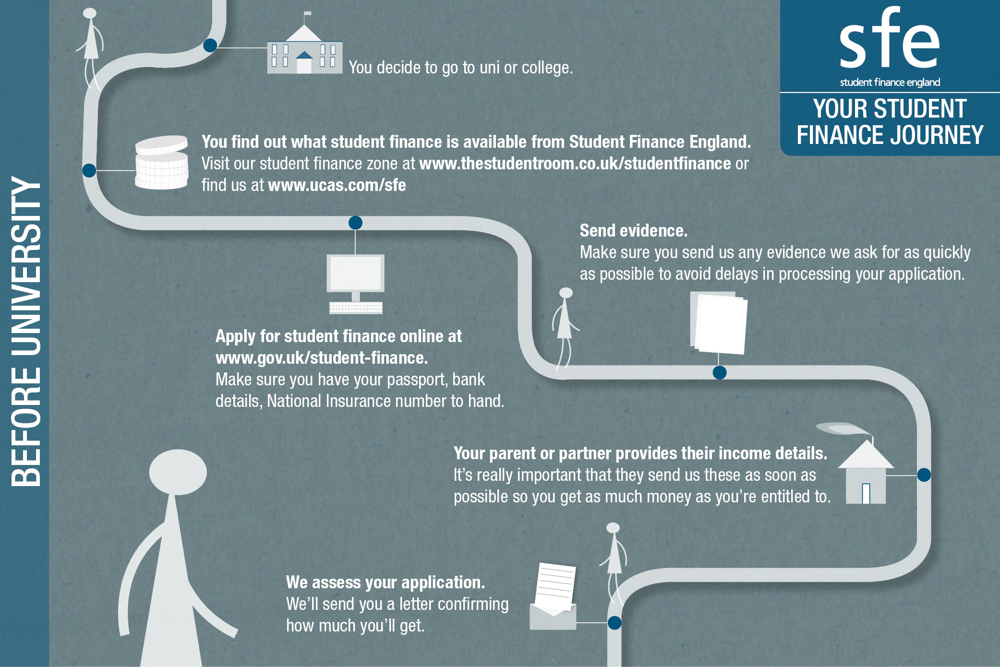 sfe
student finance england
YOUR STUDENT
FINANCE JOURNEY
BEFORE UNIVERSITY
You decide to go to uni or college.
You find out what student finance is available from Student Finance England.
Visit our student finance zone at www.thestudentroom.co.uk/studentfinance or
find us at www.ucas.com/sfe
Apply for student finance online at
www.gov.uk/student-finance.
Make sure you have your passport, bank
details, National Insurance number to hand.
Send evidence.
Make sure you send us any evidence we ask for as quickly
as possible to avoid delays in processing your application.
Your parent or partner provides their income details.
It’s really important that they send us these as soon as
possible so you get as much money as you’re entitled to.
We assess your application.
We’ll send you a letter confirming
how much you’ll get.